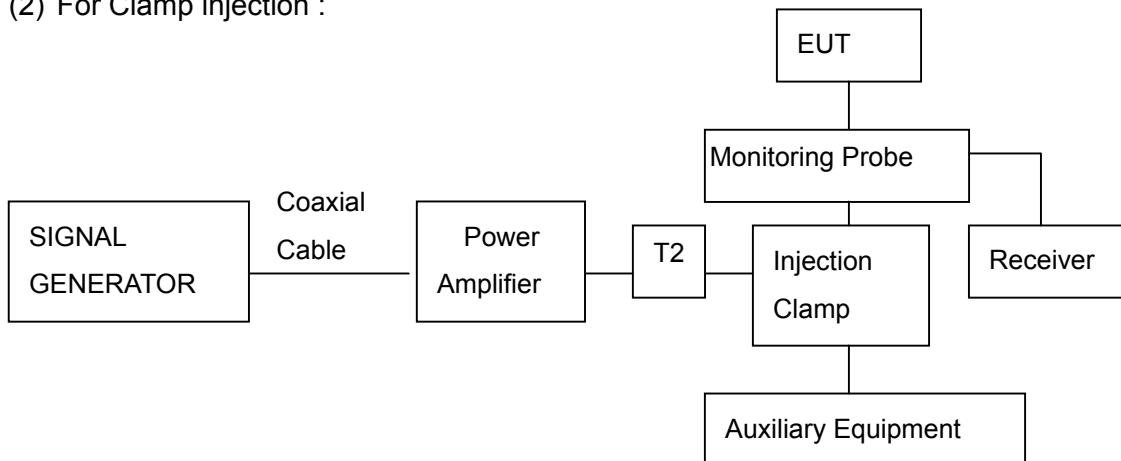 (2) For Clamp injection :
EUT
Monitoring Probe
Coaxial
Cable
SIGNAL
GENERATOR
Power
Amplifier
T2
Injection
Clamp
Receiver
Auxiliary Equipment